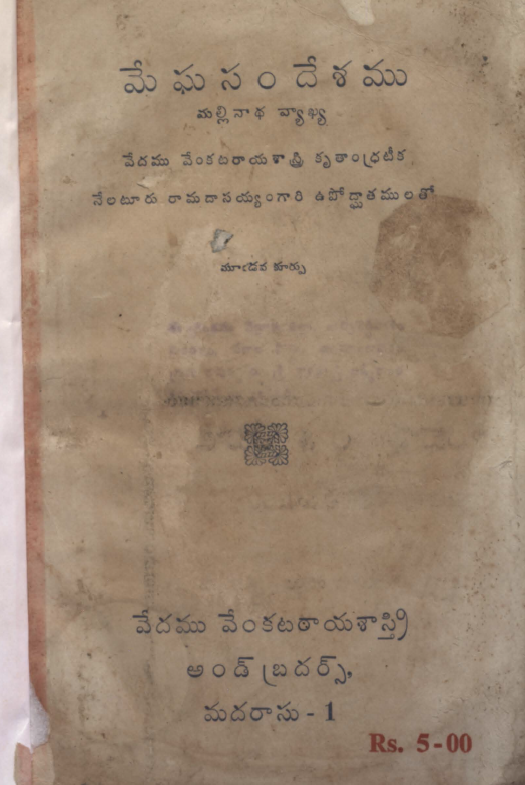 మేఘసందేశము
మల్లినాథ వ్యాఖ్య
వేదము వేంకటరాయశాస్త్రి కృతాంధ్రటీక
నేలటూరు రామదాసయ్యంగారి ఉపోద్ఘాతములతో
మూఁడవ కూర్పు
వేదము వేంకటరాయశాస్త్రి
అండ్ బ్రదర్స్,
మదరాసు - 1
Rs. 5-00